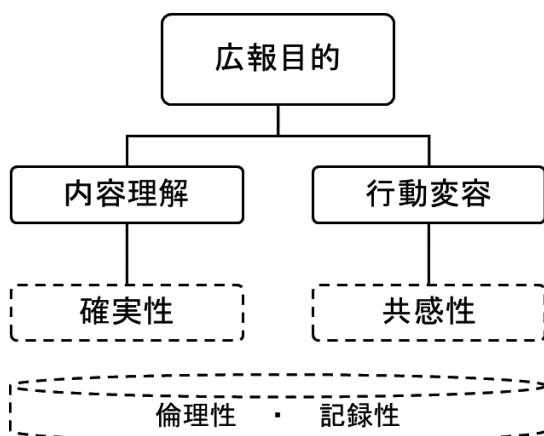 広報目的
内容理解 行動変容
確実性 共感性
倫理性 ・ 記録性